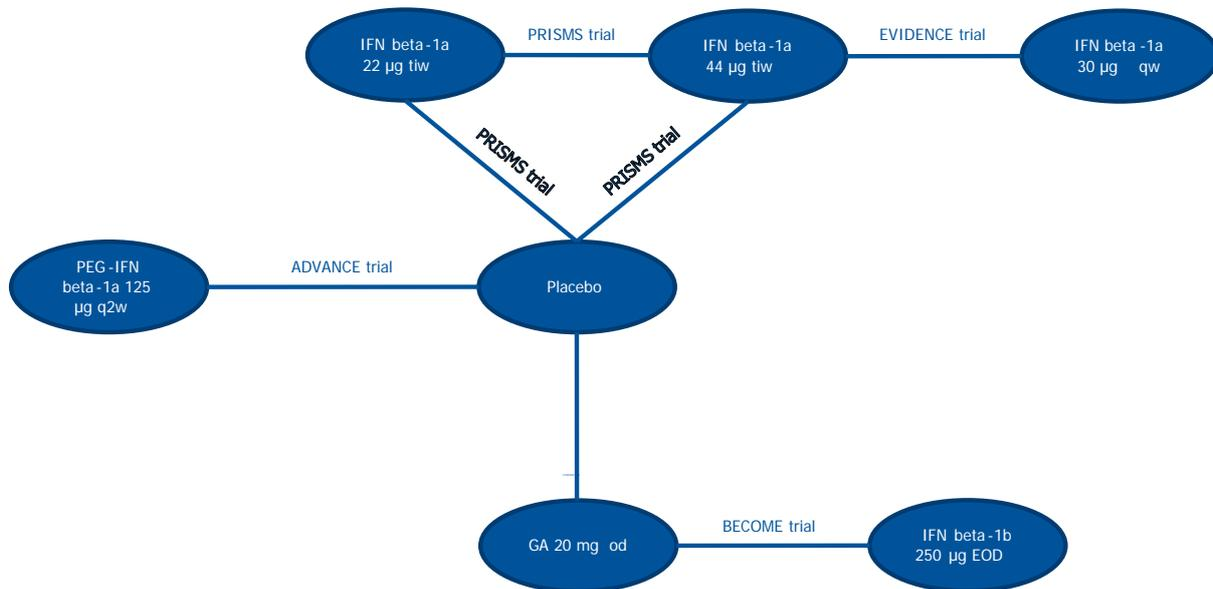 IFN beta-1a
22 µg tiw
PRISMS trial
IFN beta-1a
44 µg tiw
EVIDENCE trial
IFN beta-1a
30 µg qw
PRISMS trial
PRISMS trial
PEG-IFN
beta-1a 125
µg q2w
ADVANCE trial
Placebo
GA 20 mg od
BECOME trial
IFN beta-1b
250 µg EOD